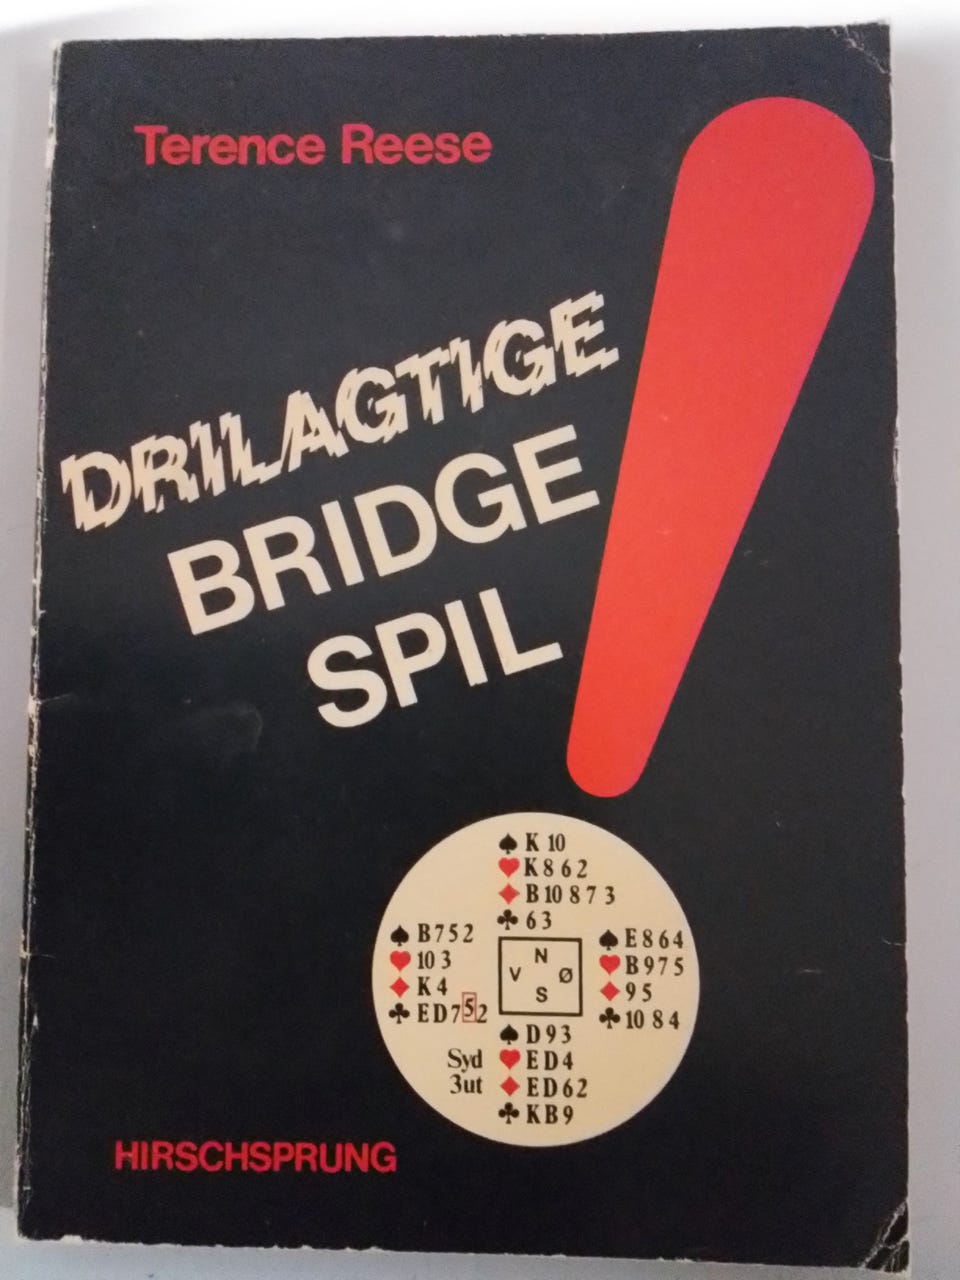 Terence Reese
DRILAGTIGE
BRIDGE
SPIL
♠ K 10
♥ K 8 6 2
♦ B 10 8 7 3
♣ 6 3
♠ B 7 5 2
♥ 10 3
♦ K 4
♣ E D 7 5 2
N
V Ø
S
♠ E 8 6 4
♥ B 9 7 5
♦ 9 5
♣ 10 8 4
Syd
3ut
♠ D 9 3
♥ E D 4
♦ E D 6 2
♣ K B 9
HIRSCHSPRUNG